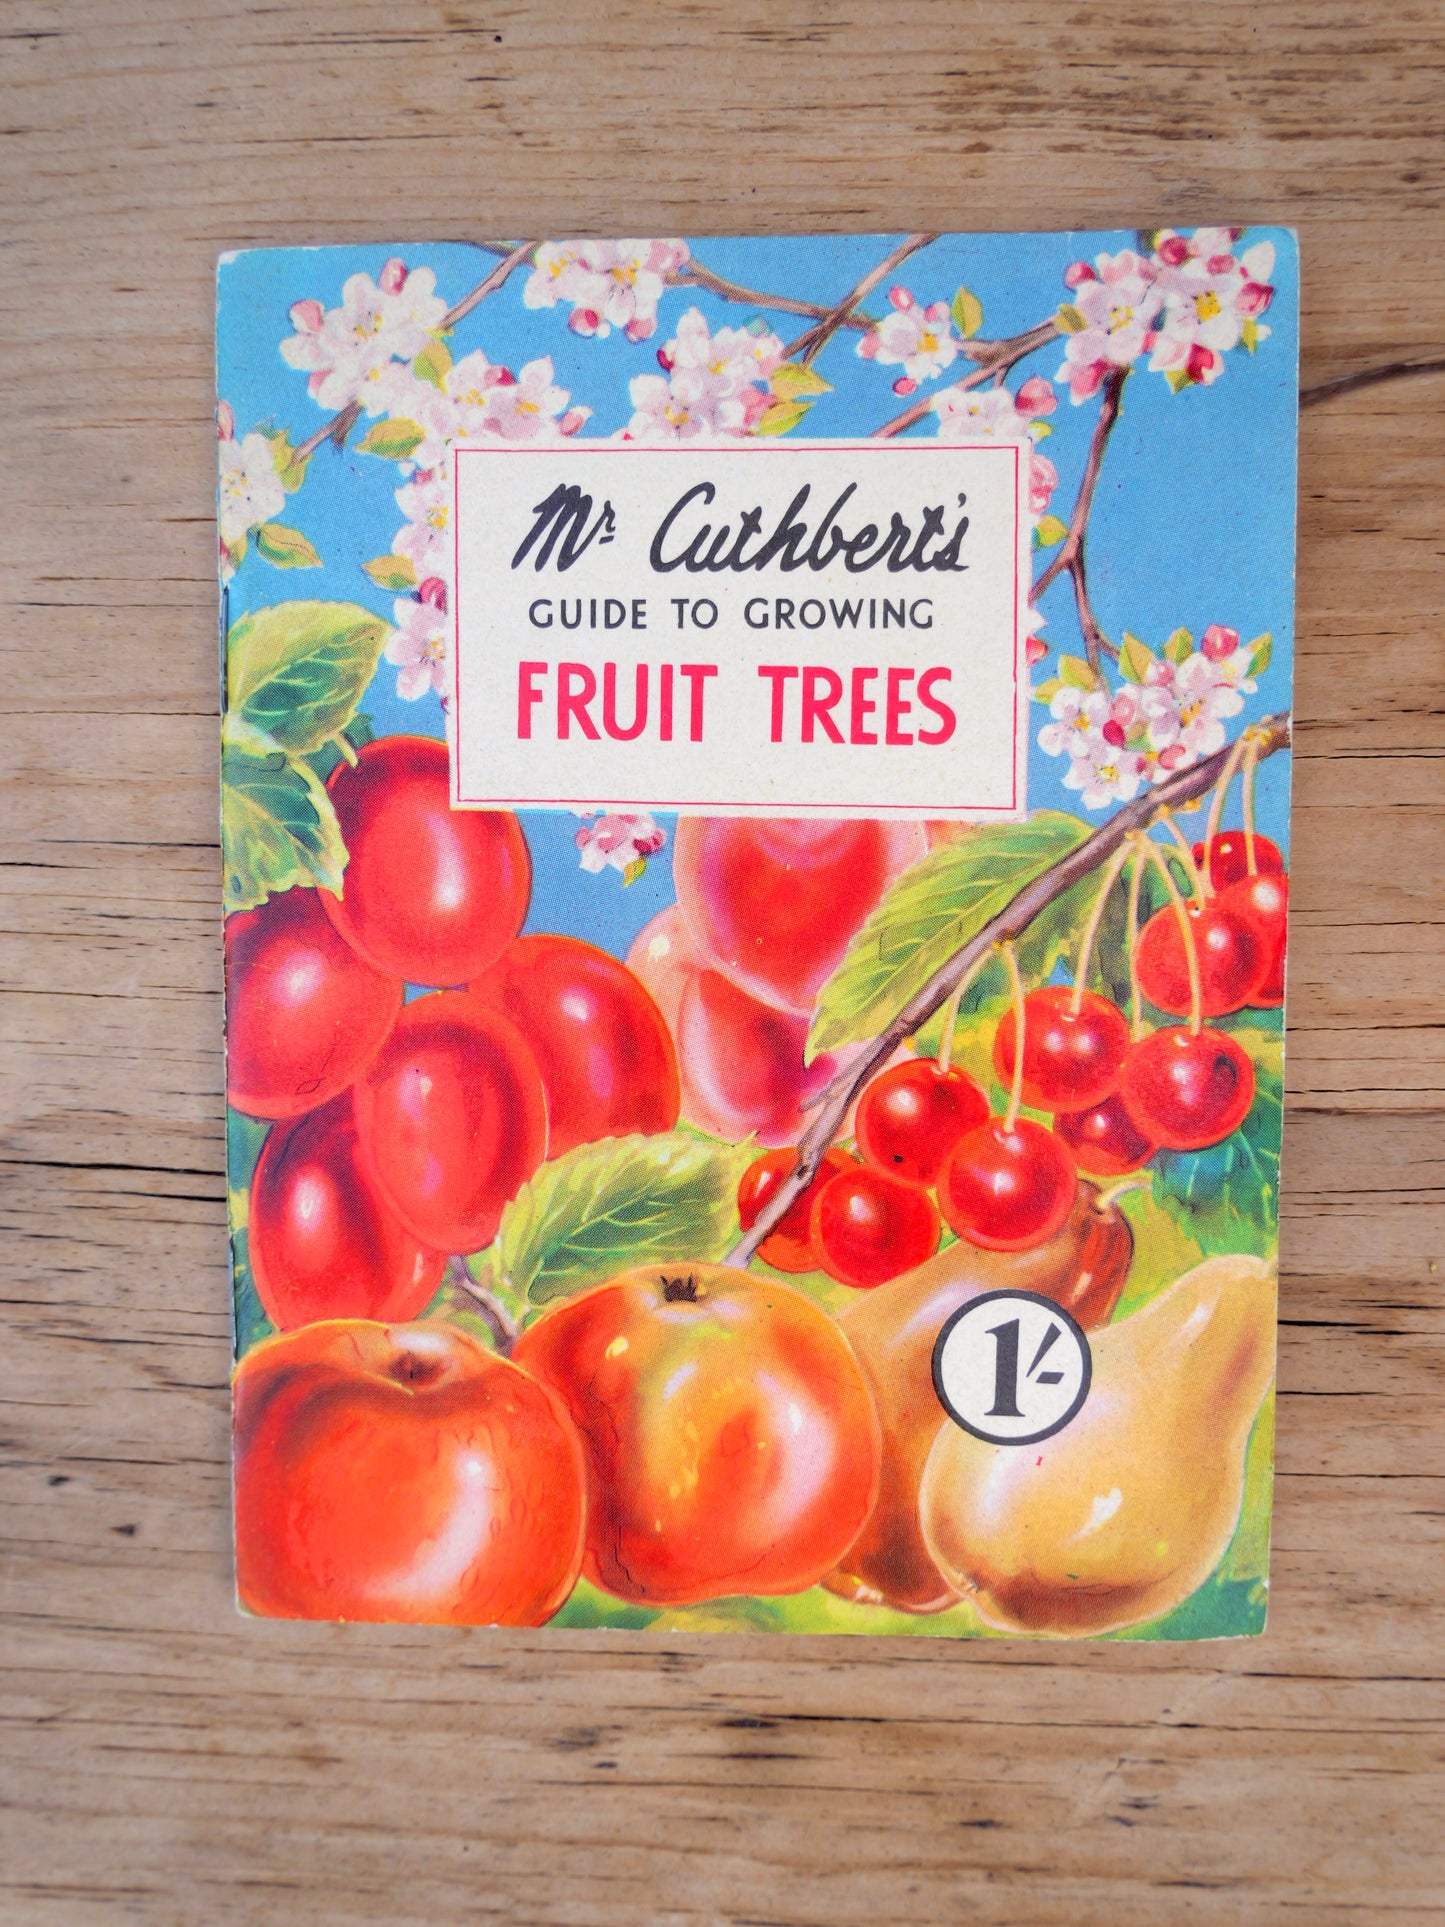 Mr Cuthbert's
GUIDE TO GROWING
FRUIT TREES
1/-
I